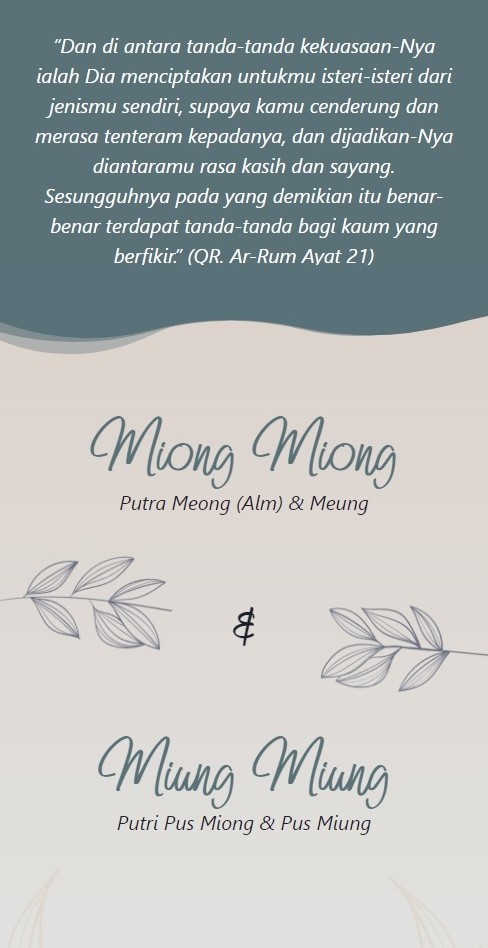 “Dan di antara tanda-tanda kekuasaan-Nya
ialah Dia menciptakan untukmu isteri-isteri dari
jenismu sendiri, supaya kamu cenderung dan
merasa tenteram kepadanya, dan dijadikan-Nya
diantaramu rasa kasih dan sayang.
Sesungguhnya pada yang demikian itu benar-
benar terdapat tanda-tanda bagi kaum yang
berfikir.” (QR. Ar-Rum Ayat 21)
Miong Miong
Putra Meong (Alm) & Meung
&
Miung Miung
Putri Pus Miong & Pus Miung